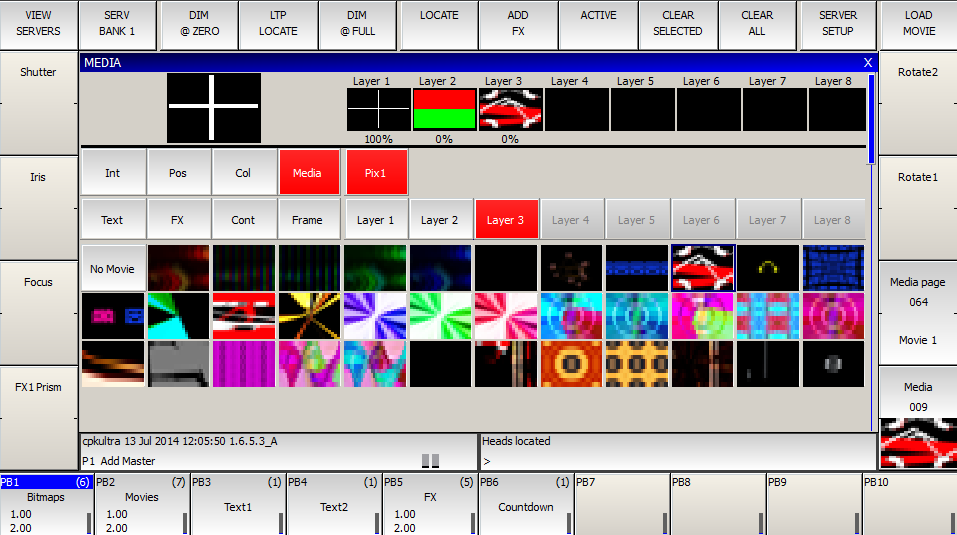 VIEW SERVERS
SERV BANK 1
DIM @ ZERO
LTP LOCATE
DIM @ FULL
LOCATE
ADD FX
ACTIVE
CLEAR SELECTED
CLEAR ALL
SERVER SETUP
LOAD MOVIE
Shutter
MEDIA X
Rotate2
Layer 1 Layer 2 Layer 3 Layer 4 Layer 5 Layer 6 Layer 7 Layer 8
100% 0% 0%
Iris
Int Pos Col Media Pix1
Rotate1
Text FX Cont Frame Layer 1 Layer 2 Layer 3 Layer 4 Layer 5 Layer 6 Layer 7 Layer 8
No Movie
Focus
Media page
064
Movie 1
FX1 Prism
Media
009
cpkultra 13 Jul 2014 12:05:50 1.6.5.3_A
Heads located
P1 Add Master
>
PB1 (6)
Bitmaps
1.00
2.00
PB2 (7)
Movies
1.00
2.00
PB3 (1)
Text1
PB4 (1)
Text2
PB5 (5)
FX
1.00
2.00
PB6 (1)
Countdown
PB7
PB8
PB9
PB10